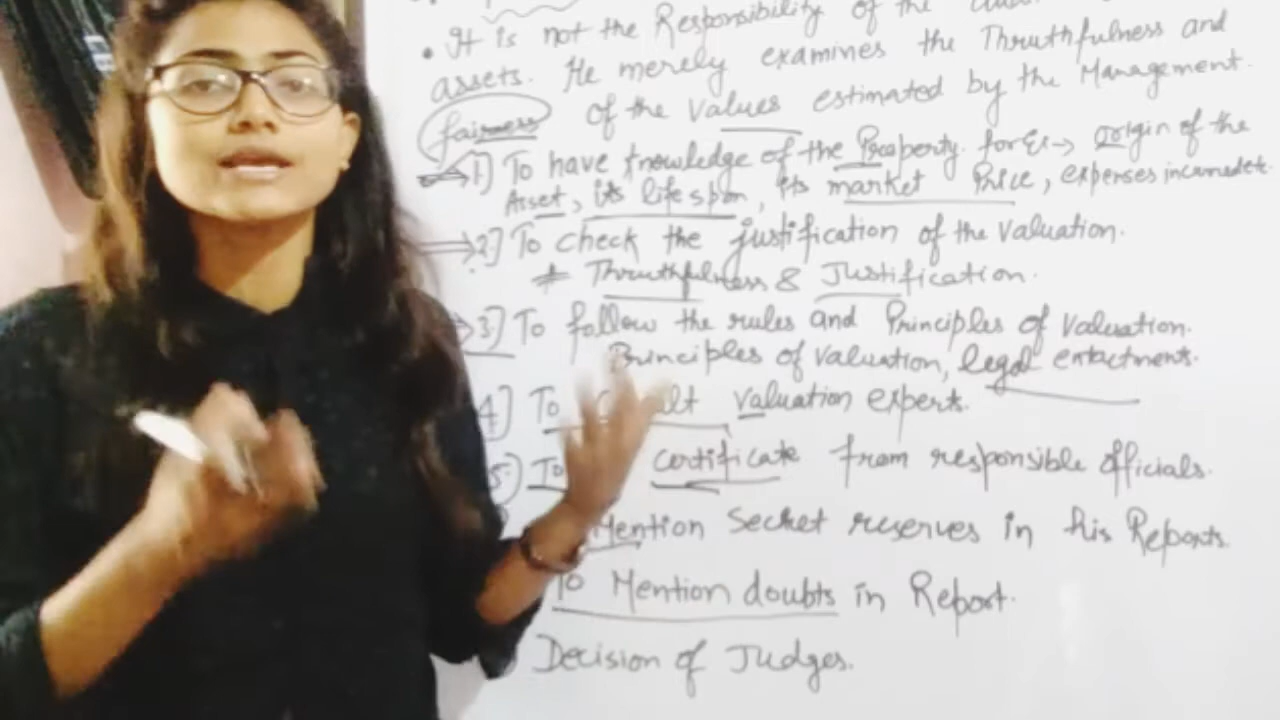 • It is not the Responsibility of the
assets. He merely examines the Thruthfulness and
fairness of the values estimated by the Management.
1) To have knowledge of the Property. for Ex→ origin of the
Asset, its life span, its market Price, expenses
2) To check the justification of the valuation.
* Thruthfulness & Justification.
3) To follow the rules and Principles of valuation.
Principles of valuation, legal entactments.
4) To valuation experts.
5) To certificate from responsible officials.
Mention Secret reserves in his Reports.
To Mention doubts in Report.
Decision of Judges.